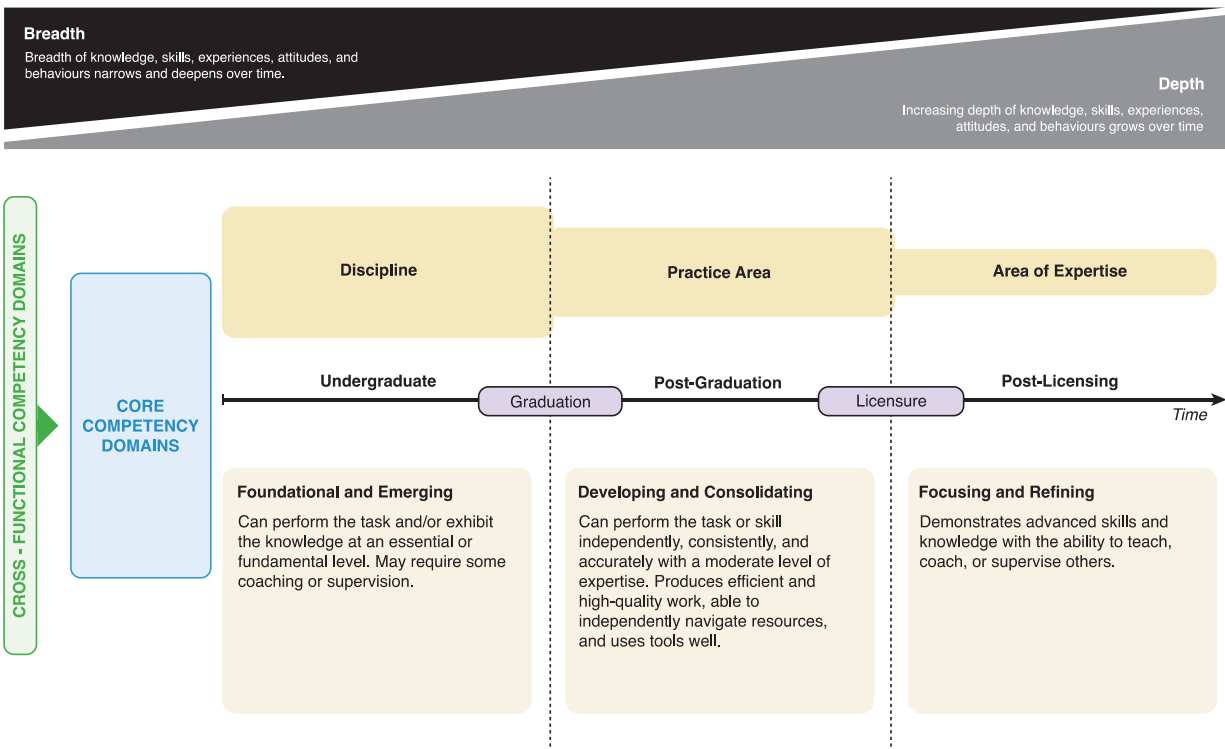 Breadth
Breadth of knowledge, skills, experiences, attitudes, and
behaviours narrows and deepens over time.
Depth
Increasing depth of knowledge, skills, experiences,
attitudes, and behaviours grows over time
CROSS - FUNCTIONAL COMPETENCY DOMAINS
CORE
COMPETENCY
DOMAINS
Discipline
Practice Area
Area of Expertise
Undergraduate
Graduation
Post-Graduation
Licensure
Post-Licensing
Time
Foundational and Emerging
Can perform the task and/or exhibit
the knowledge at an essential or
fundamental level. May require some
coaching or supervision.
Developing and Consolidating
Can perform the task or skill
independently, consistently, and
accurately with a moderate level of
expertise. Produces efficient and
high-quality work, able to
independently navigate resources,
and uses tools well.
Focusing and Refining
Demonstrates advanced skills and
knowledge with the ability to teach,
coach, or supervise others.